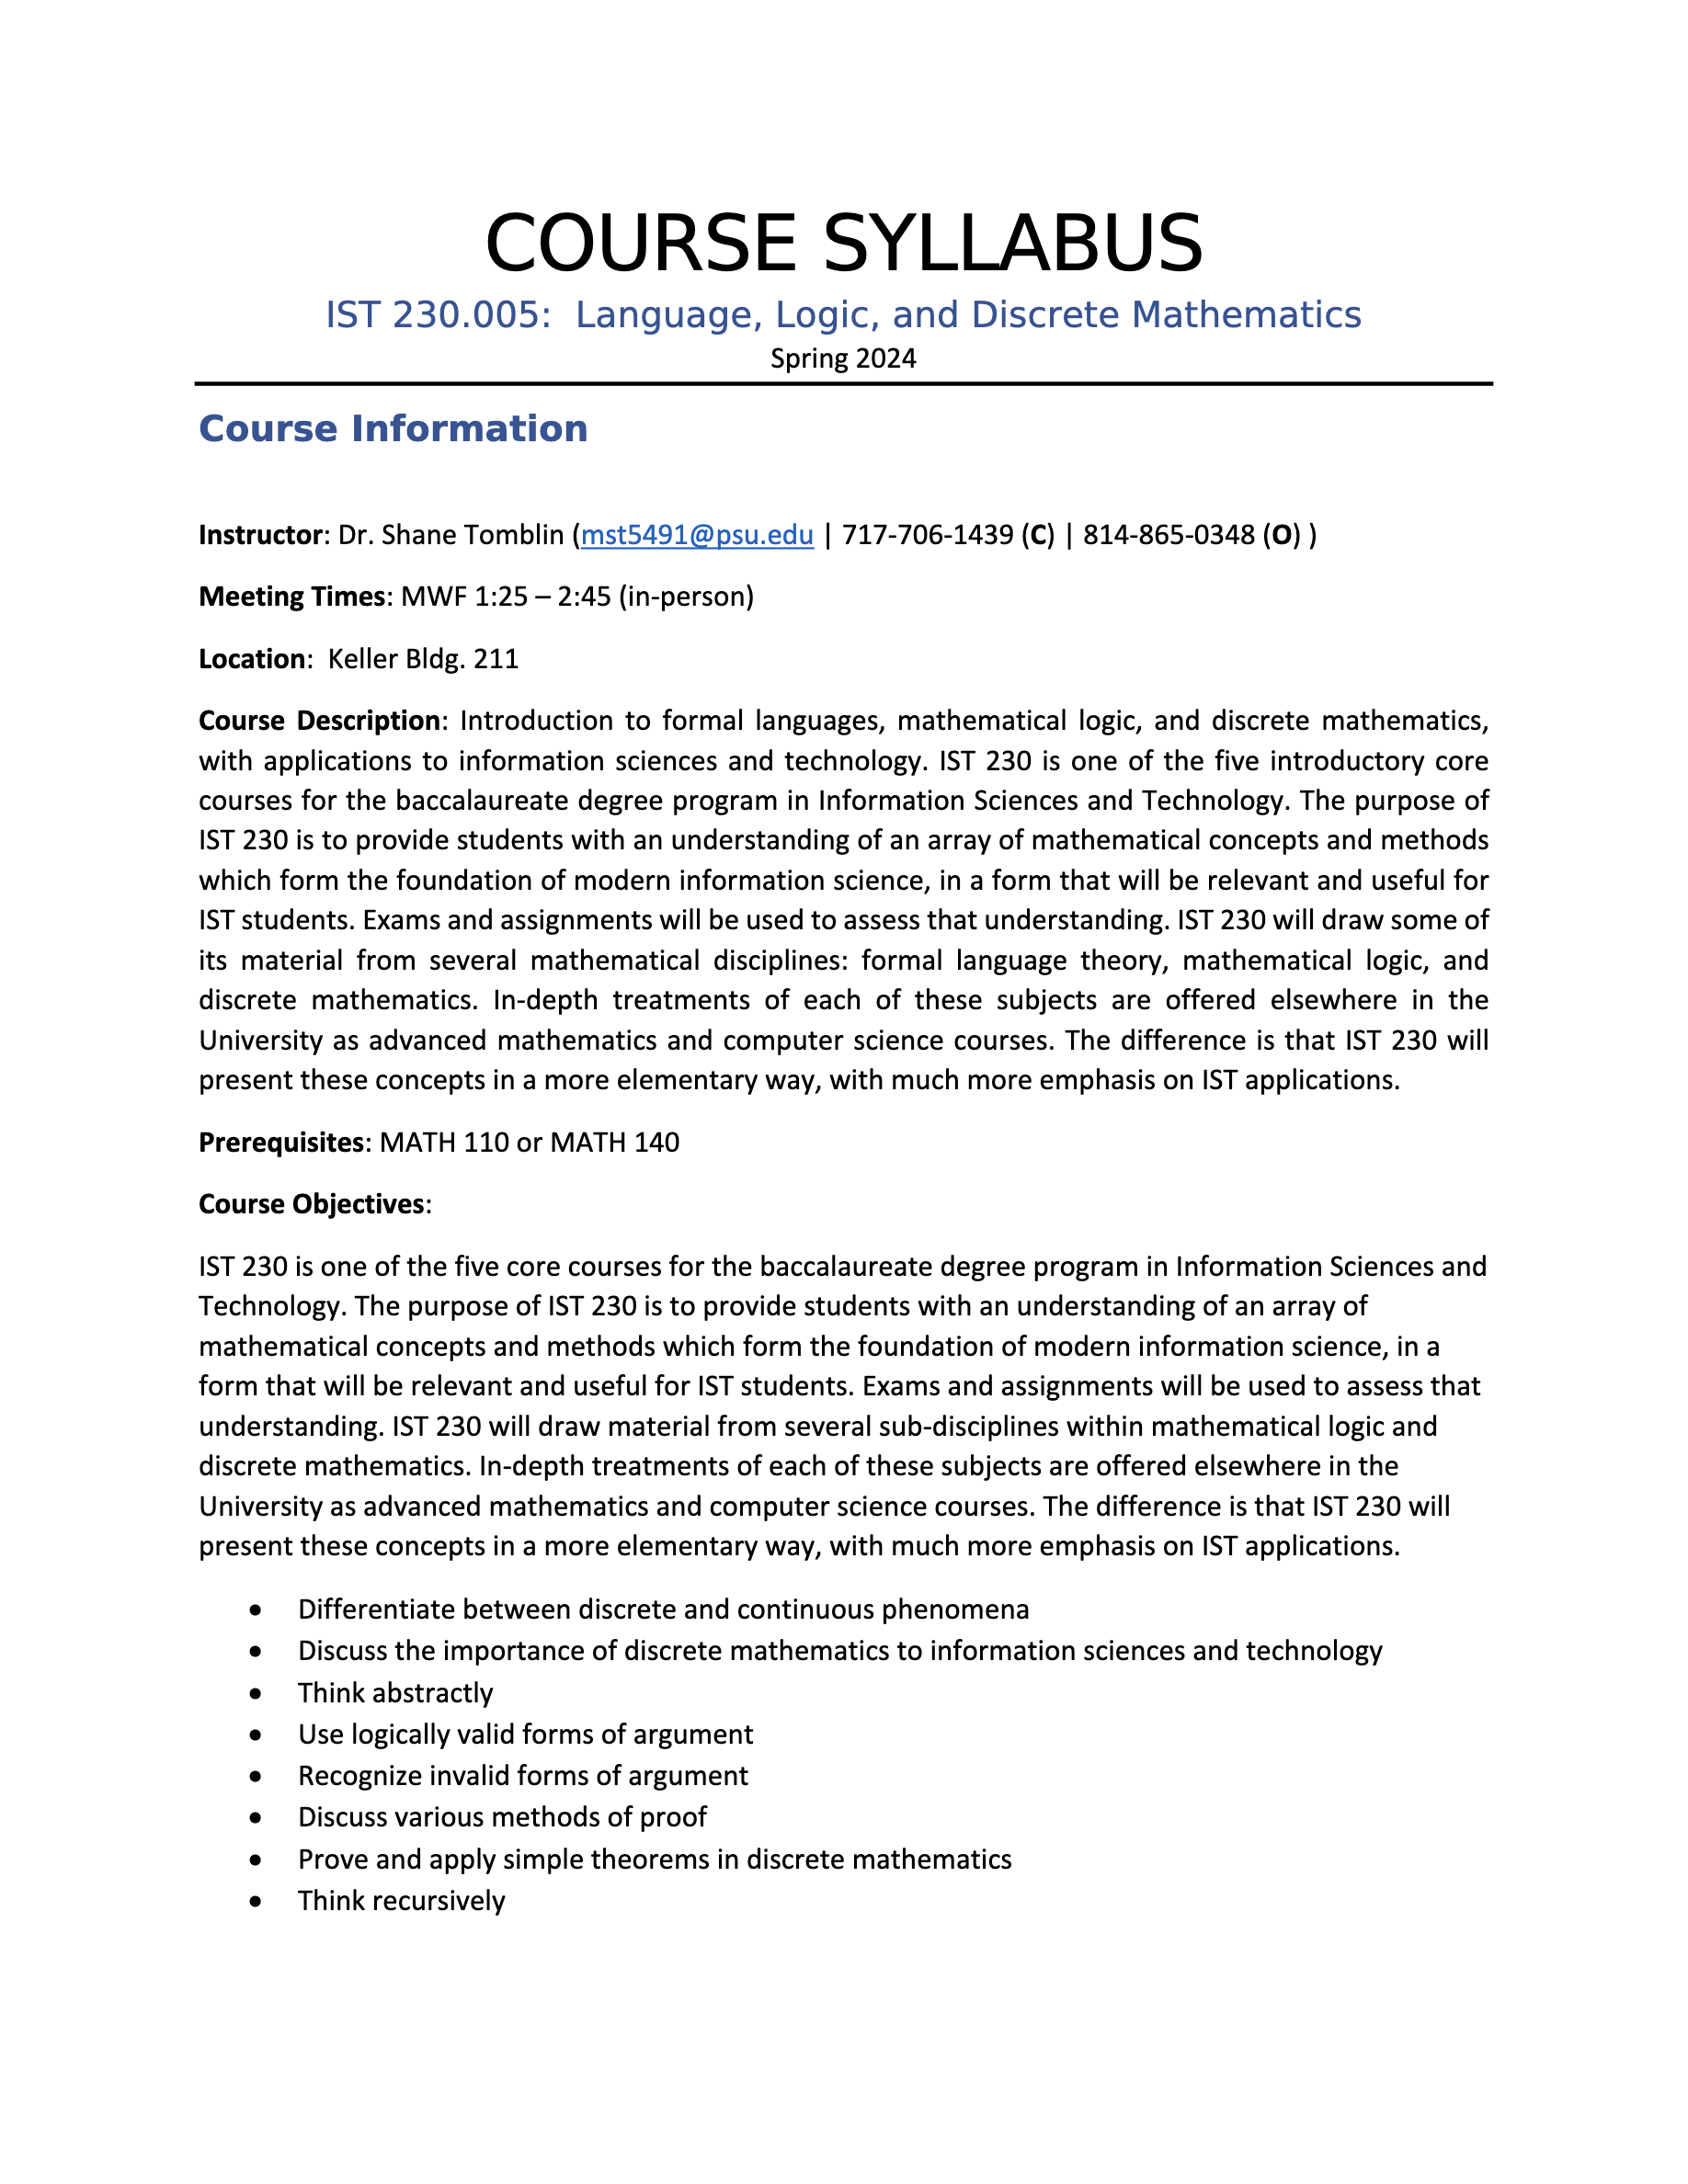 COURSE SYLLABUS
IST 230.005:  Language, Logic, and Discrete Mathematics
Spring 2024
Course Information
Instructor: Dr. Shane Tomblin (mst5491@psu.edu | 717-706-1439 (C) | 814-865-0348 (O) )
Meeting Times: MWF 1:25 – 2:45 (in-person)
Location:  Keller Bldg. 211
Course Description: Introduction to formal languages, mathematical logic, and discrete mathematics,
with applications to information sciences and technology. IST 230 is one of the five introductory core
courses for the baccalaureate degree program in Information Sciences and Technology. The purpose of
IST 230 is to provide students with an understanding of an array of mathematical concepts and methods
which form the foundation of modern information science, in a form that will be relevant and useful for
IST students. Exams and assignments will be used to assess that understanding. IST 230 will draw some of
its material from several mathematical disciplines: formal language theory, mathematical logic, and
discrete mathematics. In-depth treatments of each of these subjects are offered elsewhere in the
University as advanced mathematics and computer science courses. The difference is that IST 230 will
present these concepts in a more elementary way, with much more emphasis on IST applications.
Prerequisites: MATH 110 or MATH 140
Course Objectives:
IST 230 is one of the five core courses for the baccalaureate degree program in Information Sciences and
Technology. The purpose of IST 230 is to provide students with an understanding of an array of
mathematical concepts and methods which form the foundation of modern information science, in a
form that will be relevant and useful for IST students. Exams and assignments will be used to assess that
understanding. IST 230 will draw material from several sub-disciplines within mathematical logic and
discrete mathematics. In-depth treatments of each of these subjects are offered elsewhere in the
University as advanced mathematics and computer science courses. The difference is that IST 230 will
present these concepts in a more elementary way, with much more emphasis on IST applications.
• Differentiate between discrete and continuous phenomena
• Discuss the importance of discrete mathematics to information sciences and technology
• Think abstractly
• Use logically valid forms of argument
• Recognize invalid forms of argument
• Discuss various methods of proof
• Prove and apply simple theorems in discrete mathematics
• Think recursively